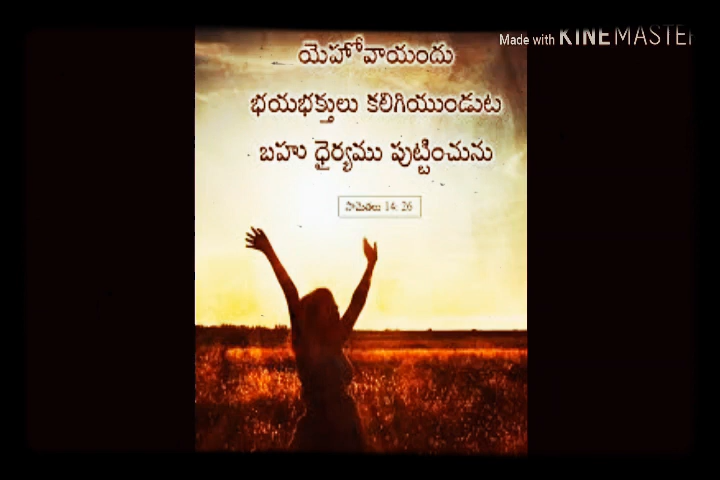 Made with KINEMASTER
యెహోవాయందు
భయభక్తులు కలిగియుండుట
బహు ధైర్యము పుట్టించును
సామెతలు 14: 26